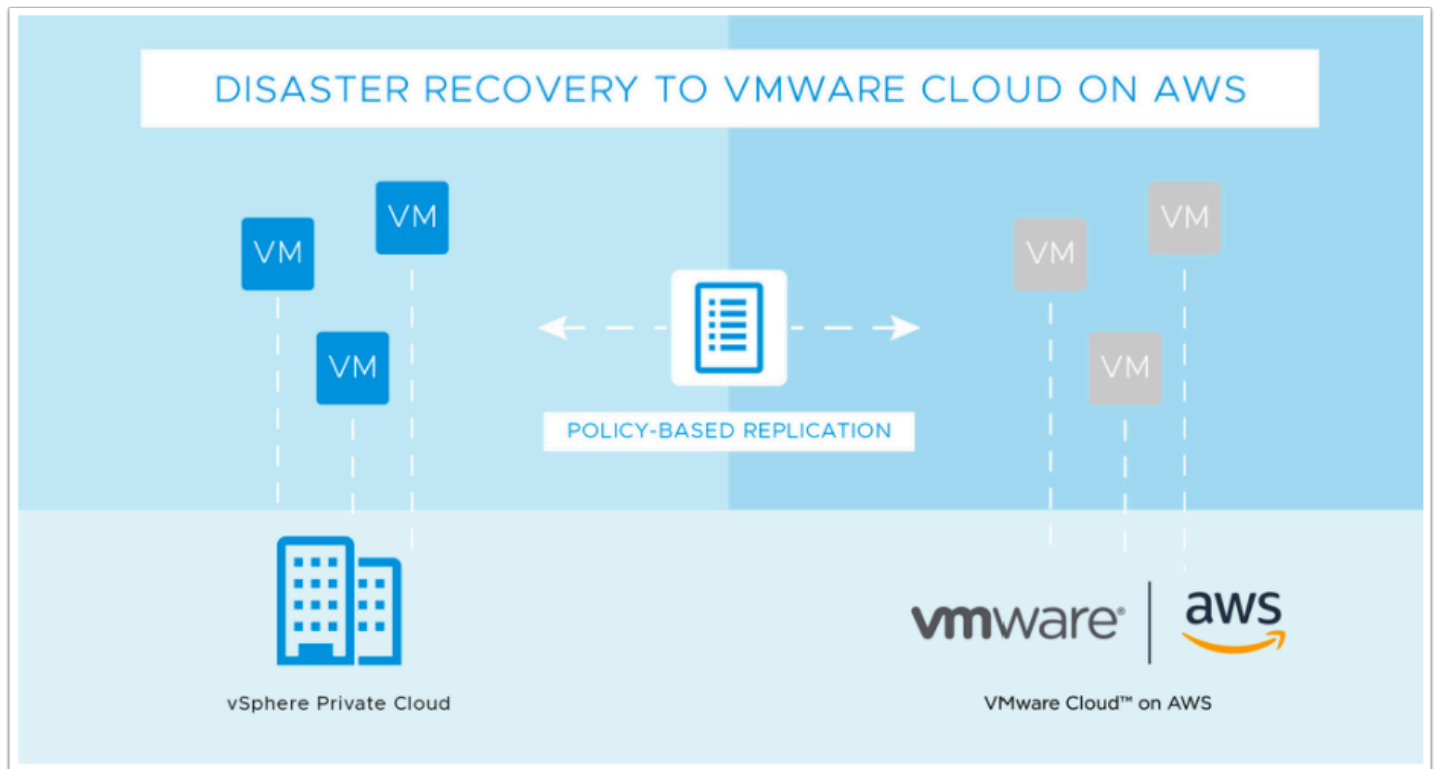 DISASTER RECOVERY TO VMWARE CLOUD ON AWS
VM
VM
VM
VM
VM
VM
POLICY-BASED REPLICATION
vmware®
aws
vSphere Private Cloud
VMware Cloud™ on AWS